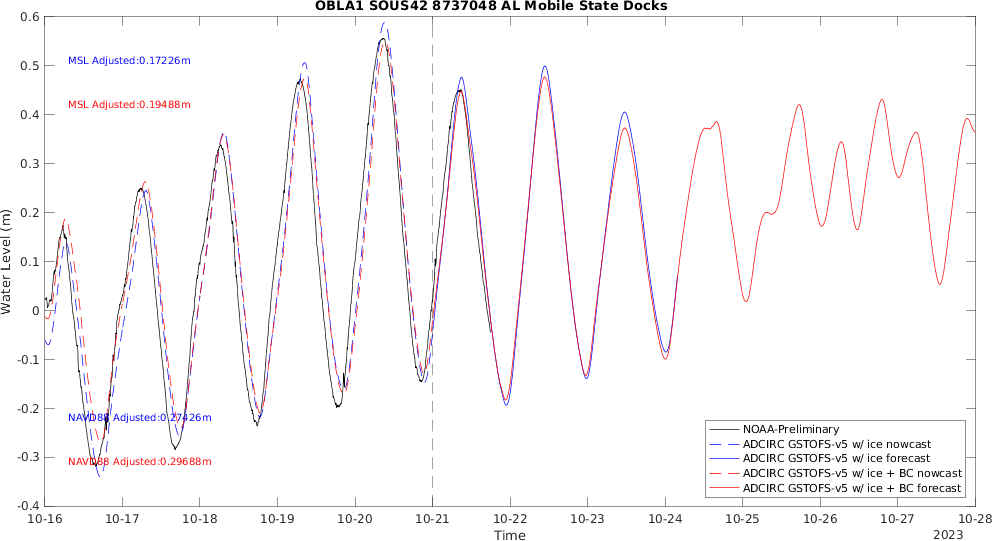 OBLA1 SOUS42 8737048 AL Mobile State Docks
0.6
0.5
0.4
0.3
0.2
0.1
0
-0.1
-0.2
-0.3
-0.4
Water Level (m)
MSL Adjusted:0.17226m
MSL Adjusted:0.19488m
NAVD88 Adjusted:0.27426m
NAVD88 Adjusted:0.29688m
NOAA-Preliminary
ADCIRC GSTOFS-v5 w/ ice nowcast
ADCIRC GSTOFS-v5 w/ ice forecast
ADCIRC GSTOFS-v5 w/ ice + BC nowcast
ADCIRC GSTOFS-v5 w/ ice + BC forecast
10-16 10-17 10-18 10-19 10-20 10-21 10-22 10-23 10-24 10-25 10-26 10-27 10-28
Time
2023